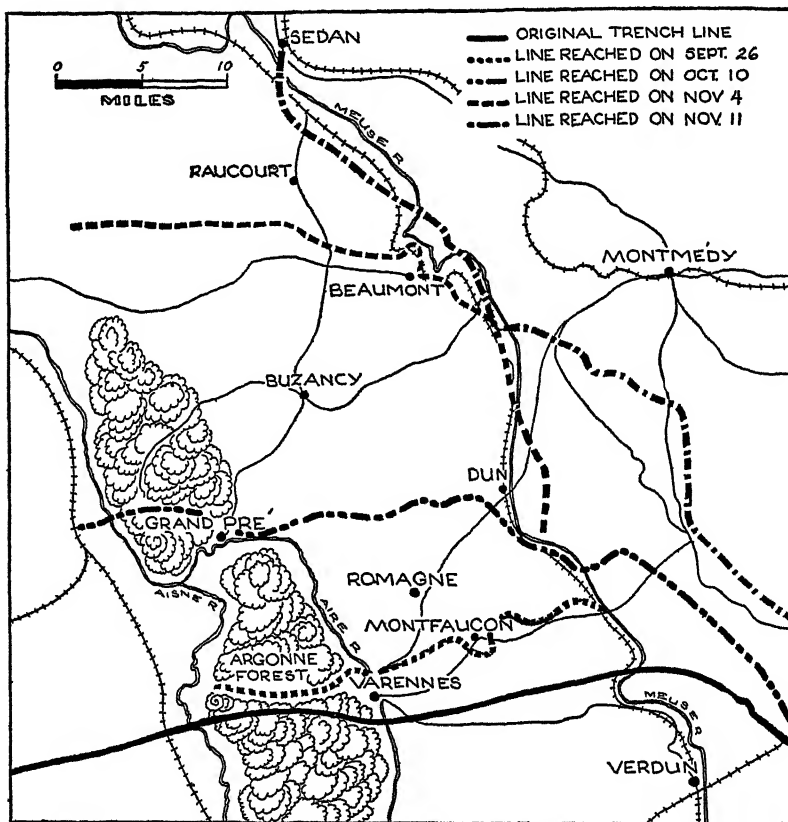 SEDAN
ORIGINAL TRENCH LINE
LINE REACHED ON SEPT. 26
LINE REACHED ON OCT. 10
LINE REACHED ON NOV 4
LINE REACHED ON NOV. 11
0 5 10
MILES
MEUSE R.
RAUCOURT
MONTMÉDY
BEAUMONT
BUZANCY
DUN
GRAND PRÉ
AISNE R.
AIRE R.
ROMAGNE
MONTFAUCON
ARGONNE
FOREST
VARENNES
MEUSE R
VERDUN